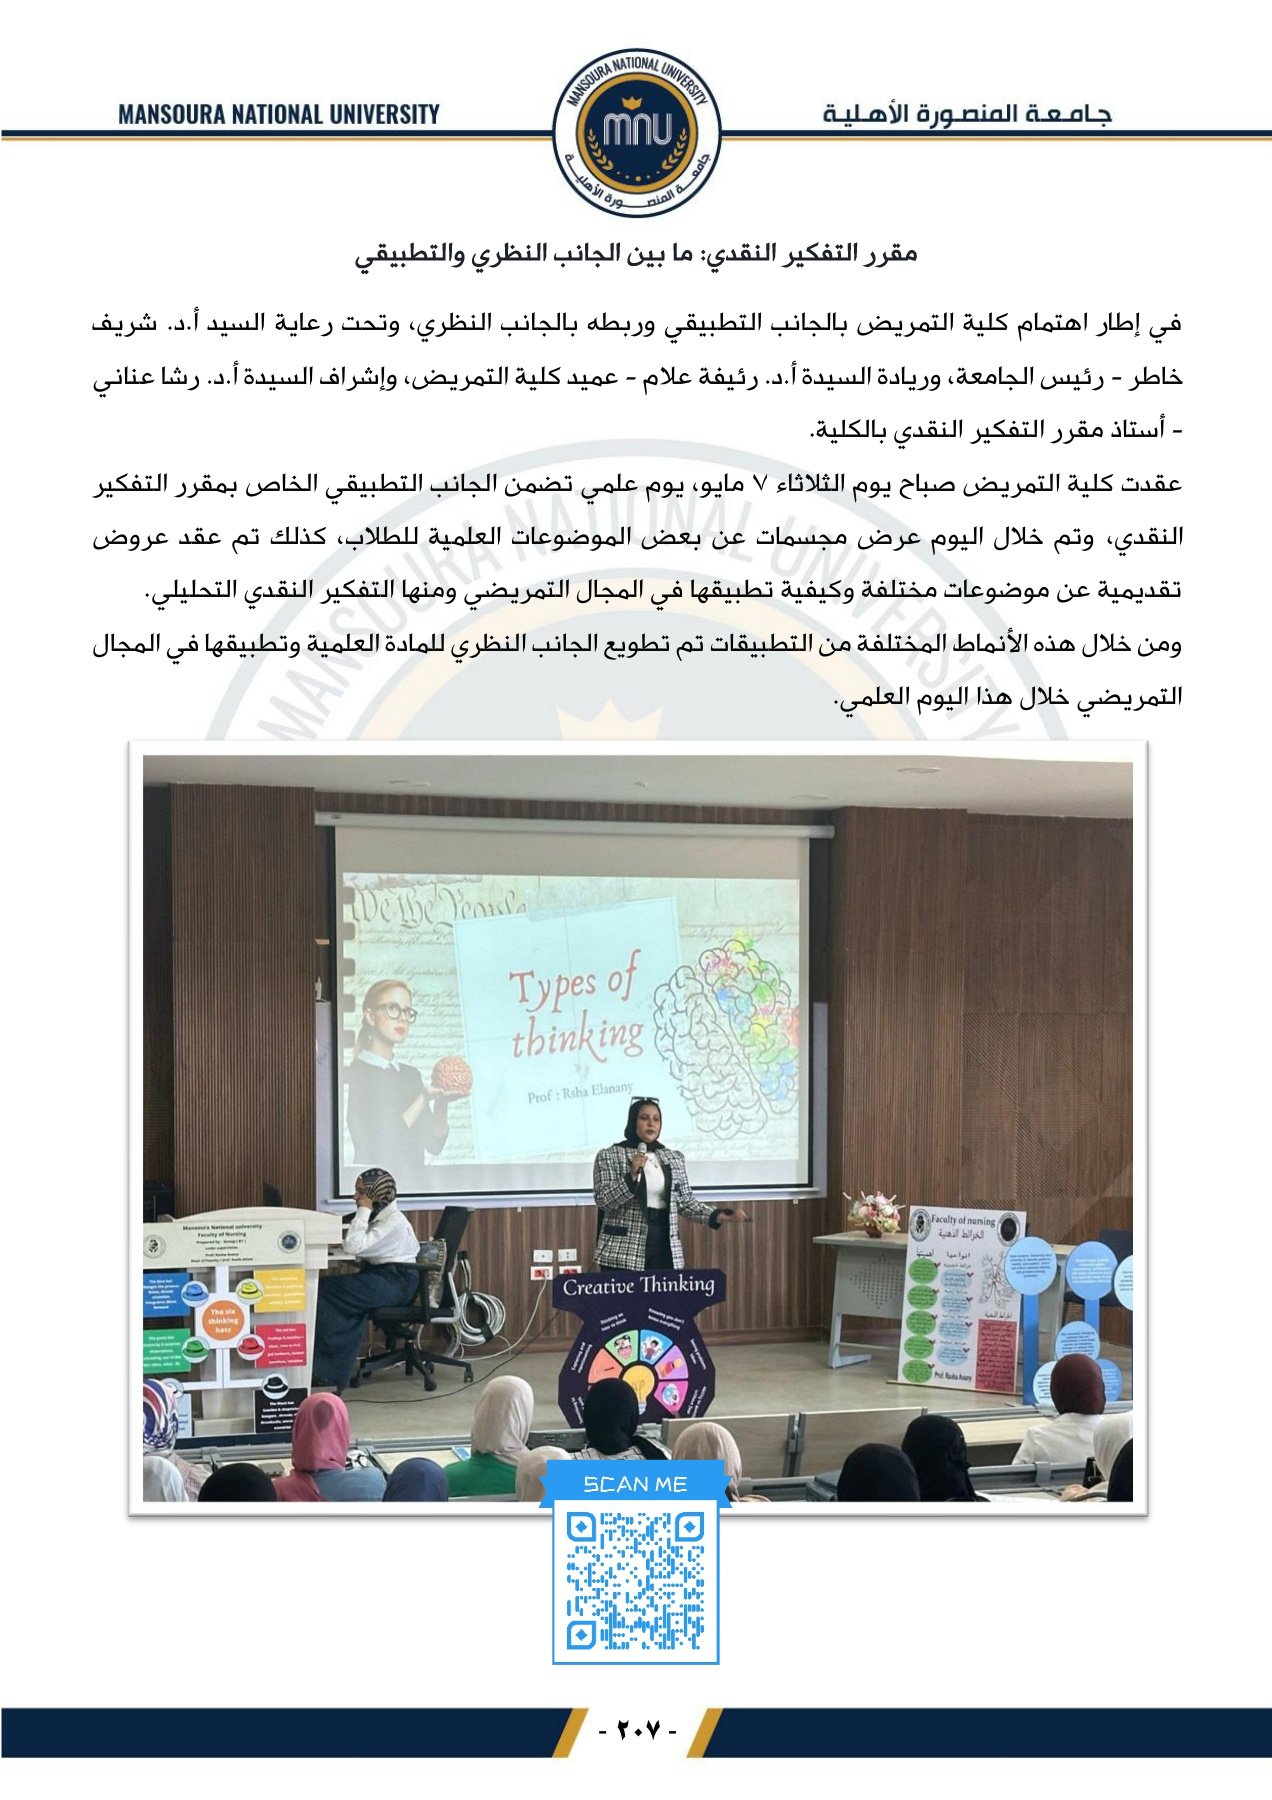 MANSOURA NATIONAL UNIVERSITY
جامعة المنصورة الأهلية
MANSOURA NATIONAL UNIVERSITY
mnu
جامعة المنصورة الأهلية
مقرر التفكير النقدي: ما بين الجانب النظري والتطبيقي
في إطار اهتمام كلية التمريض بالجانب التطبيقي وربطه بالجانب النظري، وتحت رعاية السيد أ.د. شريف
خاطر - رئيس الجامعة، وريادة السيدة أ.د. رئيفة علام - عميد كلية التمريض، وإشراف السيدة أ.د. رشا عناني
- أستاذ مقرر التفكير النقدي بالكلية.
عقدت كلية التمريض صباح يوم الثلاثاء ٧ مايو، يوم علمي تضمن الجانب التطبيقي الخاص بمقرر التفكير
النقدي، وتم خلال اليوم عرض مجسمات عن بعض الموضوعات العلمية للطلاب، كذلك تم عقد عروض
تقديمية عن موضوعات مختلفة وكيفية تطبيقها في المجال التمريضي ومنها التفكير النقدي التحليلي.
ومن خلال هذه الأنماط المختلفة من التطبيقات تم تطويع الجانب النظري للمادة العلمية وتطبيقها في المجال
التمريضي خلال هذا اليوم العلمي.
We the People
Types of
thinking
Prof : Rsha Elanany
Mansoura National university
Faculty of Nursing
The six
thinking
hats
Creative Thinking
Faculty of nursing
الخرائط الذهنية
أهميتها
Prof. Rasha Anany
SCAN ME
- ٢٠٧ -